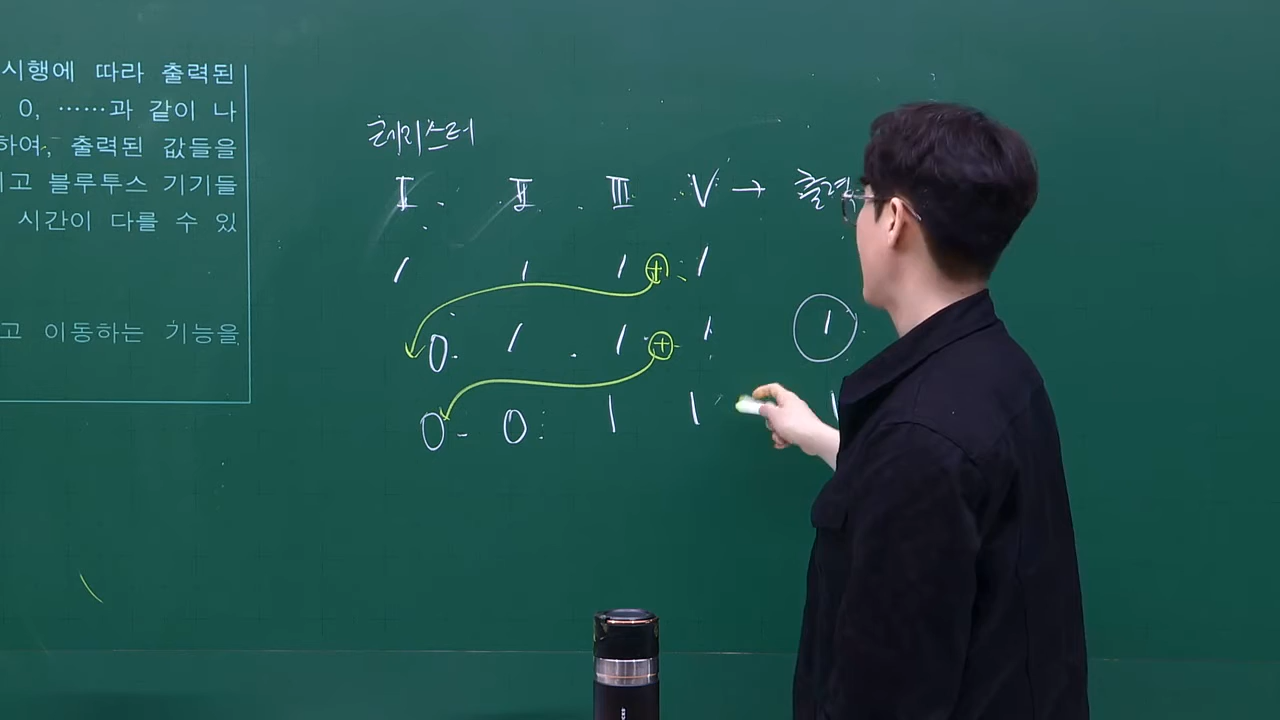 시행에 따라 출력된
0, ……과 같이 나
하여, 출력된 값들을
고 블루투스 기기들
시간이 다를 수 있
고 이동하는 기능을
레지스터
Ⅰ Ⅱ Ⅲ V → 출력
1 1 1 ⊕ 1
0 1 1 ⊕ 1 1
0 0 1 1 1